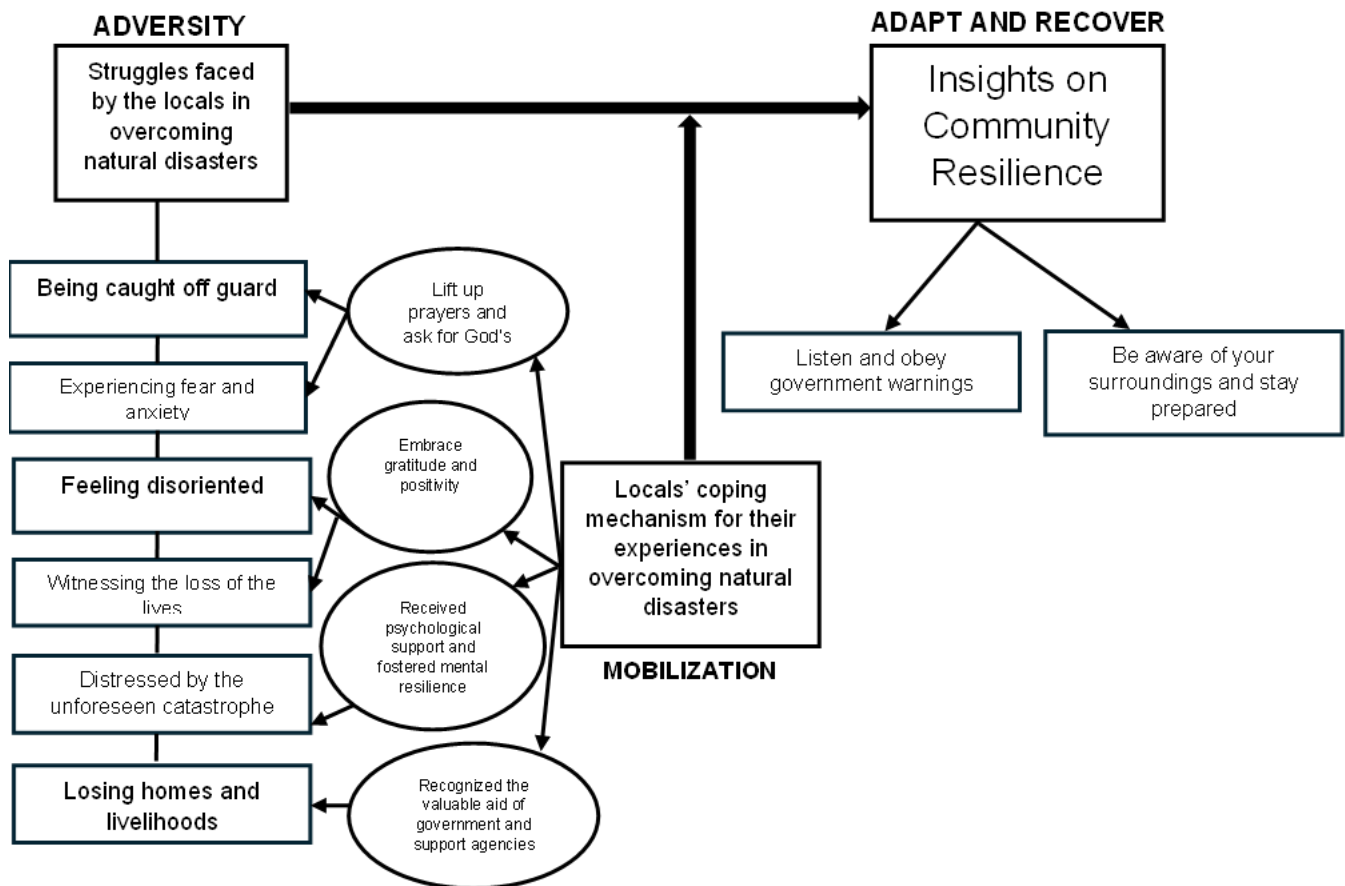 ADVERSITY
Struggles faced
by the locals in
overcoming
natural disasters
ADAPT AND RECOVER
Insights on
Community
Resilience
Being caught off guard
Experiencing fear and
anxiety
Feeling disoriented
Witnessing the loss of the
lives
Distressed by the
unforeseen catastrophe
Losing homes and
livelihoods
Lift up
prayers and
ask for God's
Embrace
gratitude and
positivity
Received
psychological
support and
fostered mental
resilience
Recognized the
valuable aid of
government and
support agencies
Locals’ coping
mechanism for their
experiences in
overcoming natural
disasters
MOBILIZATION
Listen and obey
government warnings
Be aware of your
surroundings and stay
prepared